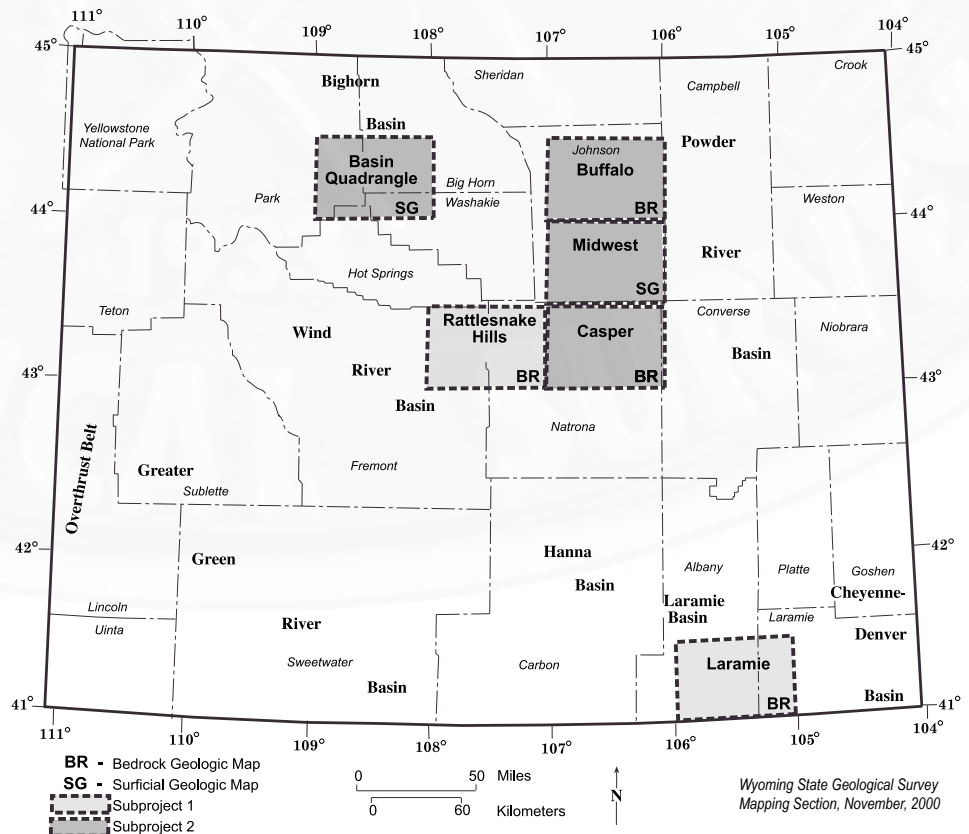 111°
110°
109°
108°
107°
106°
105°
104°
45°
45°
Bighorn
Sheridan
Crook
Campbell
Yellowstone
National Park
Basin
Powder
Johnson
Basin
Quadrangle
Buffalo
Big Horn
Washakie
Park
SG
BR
Weston
44°
44°
Midwest
River
Hot Springs
SG
Teton
Converse
Niobrara
Wind
Rattlesnake
Hills
Casper
River
Basin
BR
BR
43°
43°
Basin
Natrona
Overthrust Belt
Greater
Fremont
Sublette
42°
42°
Green
Hanna
Basin
Albany
Platte
Goshen
Laramie
Basin
Cheyenne-
Lincoln
Uinta
River
Laramie
Denver
Sweetwater
Carbon
Laramie
Basin
BR
Basin
41°
41°
111°
110°
109°
108°
107°
106°
105°
104°
BR - Bedrock Geologic Map
SG - Surficial Geologic Map
Subproject 1
Subproject 2
0 50 Miles
0 60 Kilometers
N
Wyoming State Geological Survey
Mapping Section, November, 2000